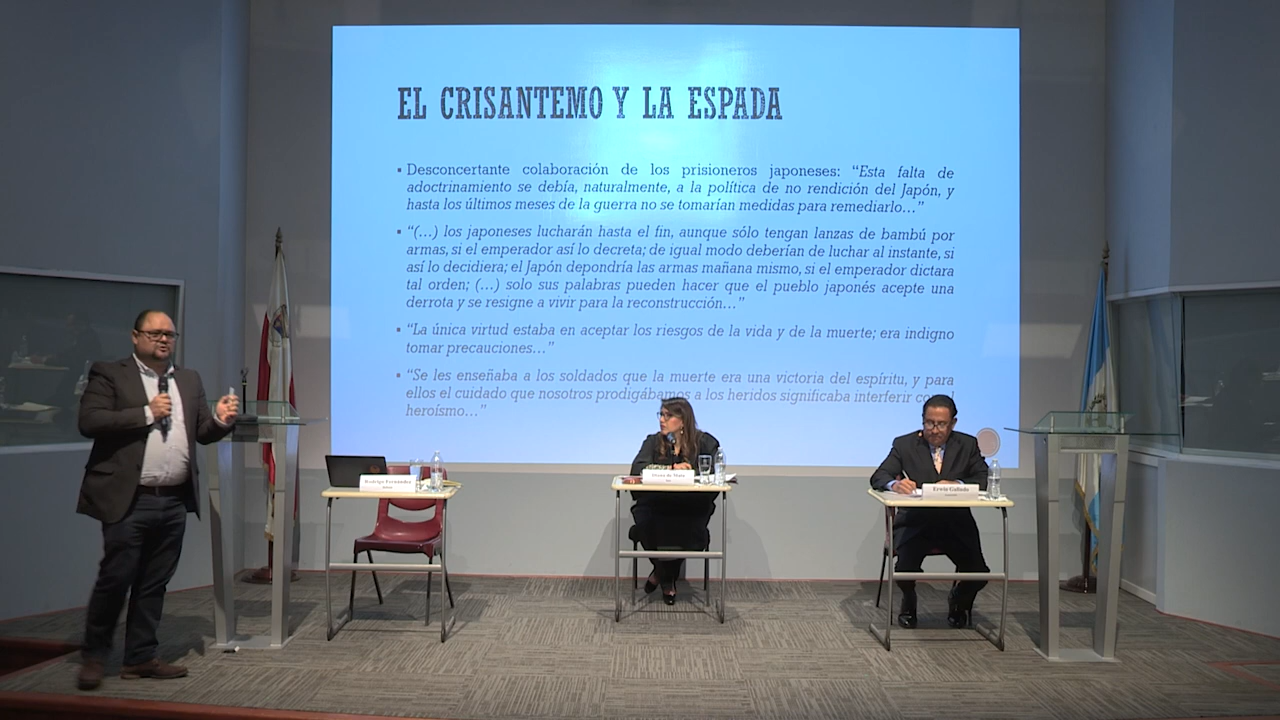 EL CRISANTEMO Y LA ESPADA
▪ Desconcertante colaboración de los prisioneros japoneses: “Esta falta de
adoctrinamiento se debía, naturalmente, a la política de no rendición del Japón, y
hasta los últimos meses de la guerra no se tomarían medidas para remediarlo…”
▪ “(…) los japoneses lucharán hasta el fin, aunque sólo tengan lanzas de bambú por
armas, si el emperador así lo decreta; de igual modo deberían de luchar al instante, si
así lo decidiera; el Japón depondría las armas mañana mismo, si el emperador dictara
tal orden; (…) solo sus palabras pueden hacer que el pueblo japonés acepte una
derrota y se resigne a vivir para la reconstrucción…”
▪ “La única virtud estaba en aceptar los riesgos de la vida y de la muerte; era indigno
tomar precauciones…”
▪ “Se les enseñaba a los soldados que la muerte era una victoria del espíritu, y para
ellos el cuidado que nosotros prodigábamos a los heridos significaba interferir con el
heroísmo…”
Rodrigo Fernández